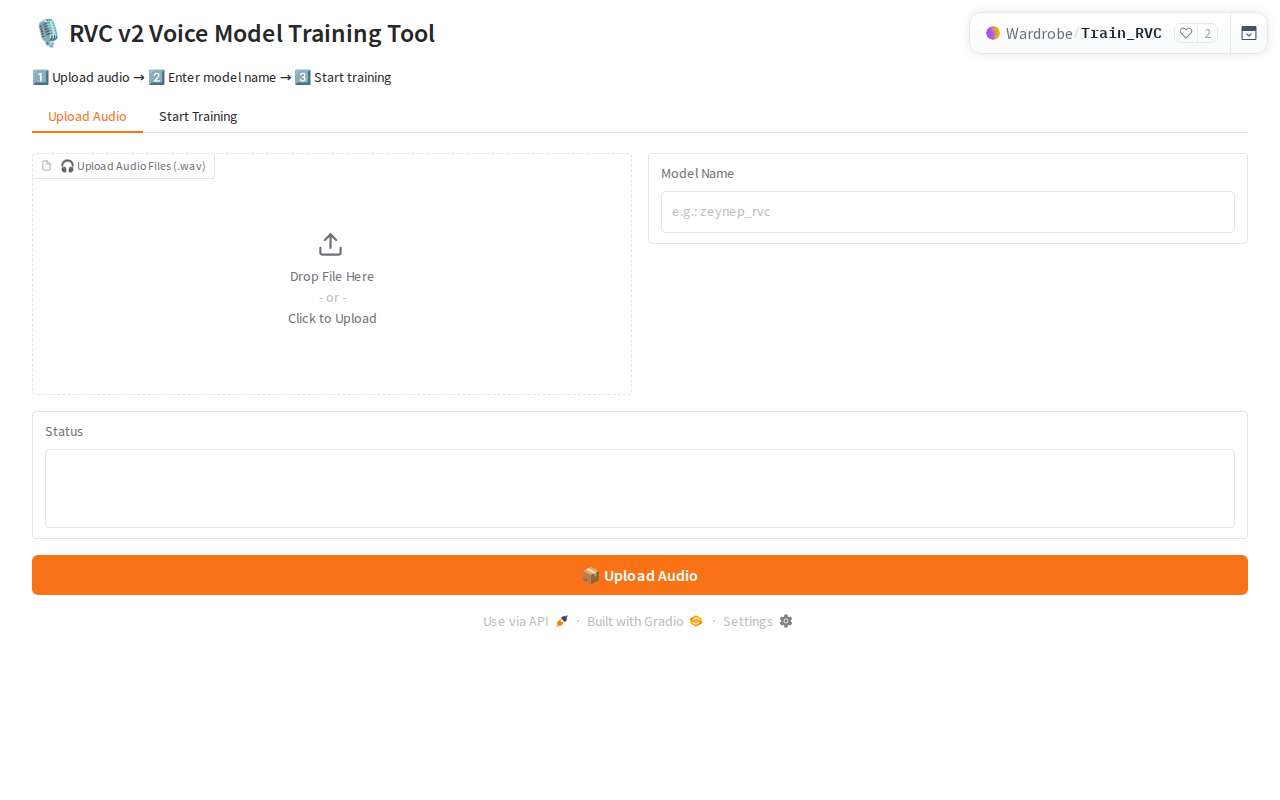 🎙️ RVC v2 Voice Model Training Tool
Wardrobe / Train_RVC 2
1️⃣ Upload audio → 2️⃣ Enter model name → 3️⃣ Start training
Upload Audio Start Training
🎧 Upload Audio Files (.wav)
Drop File Here
- or -
Click to Upload
Model Name
e.g.: zeynep_rvc
Status
📦 Upload Audio
Use via API 🚀 · Built with Gradio · Settings ⚙️